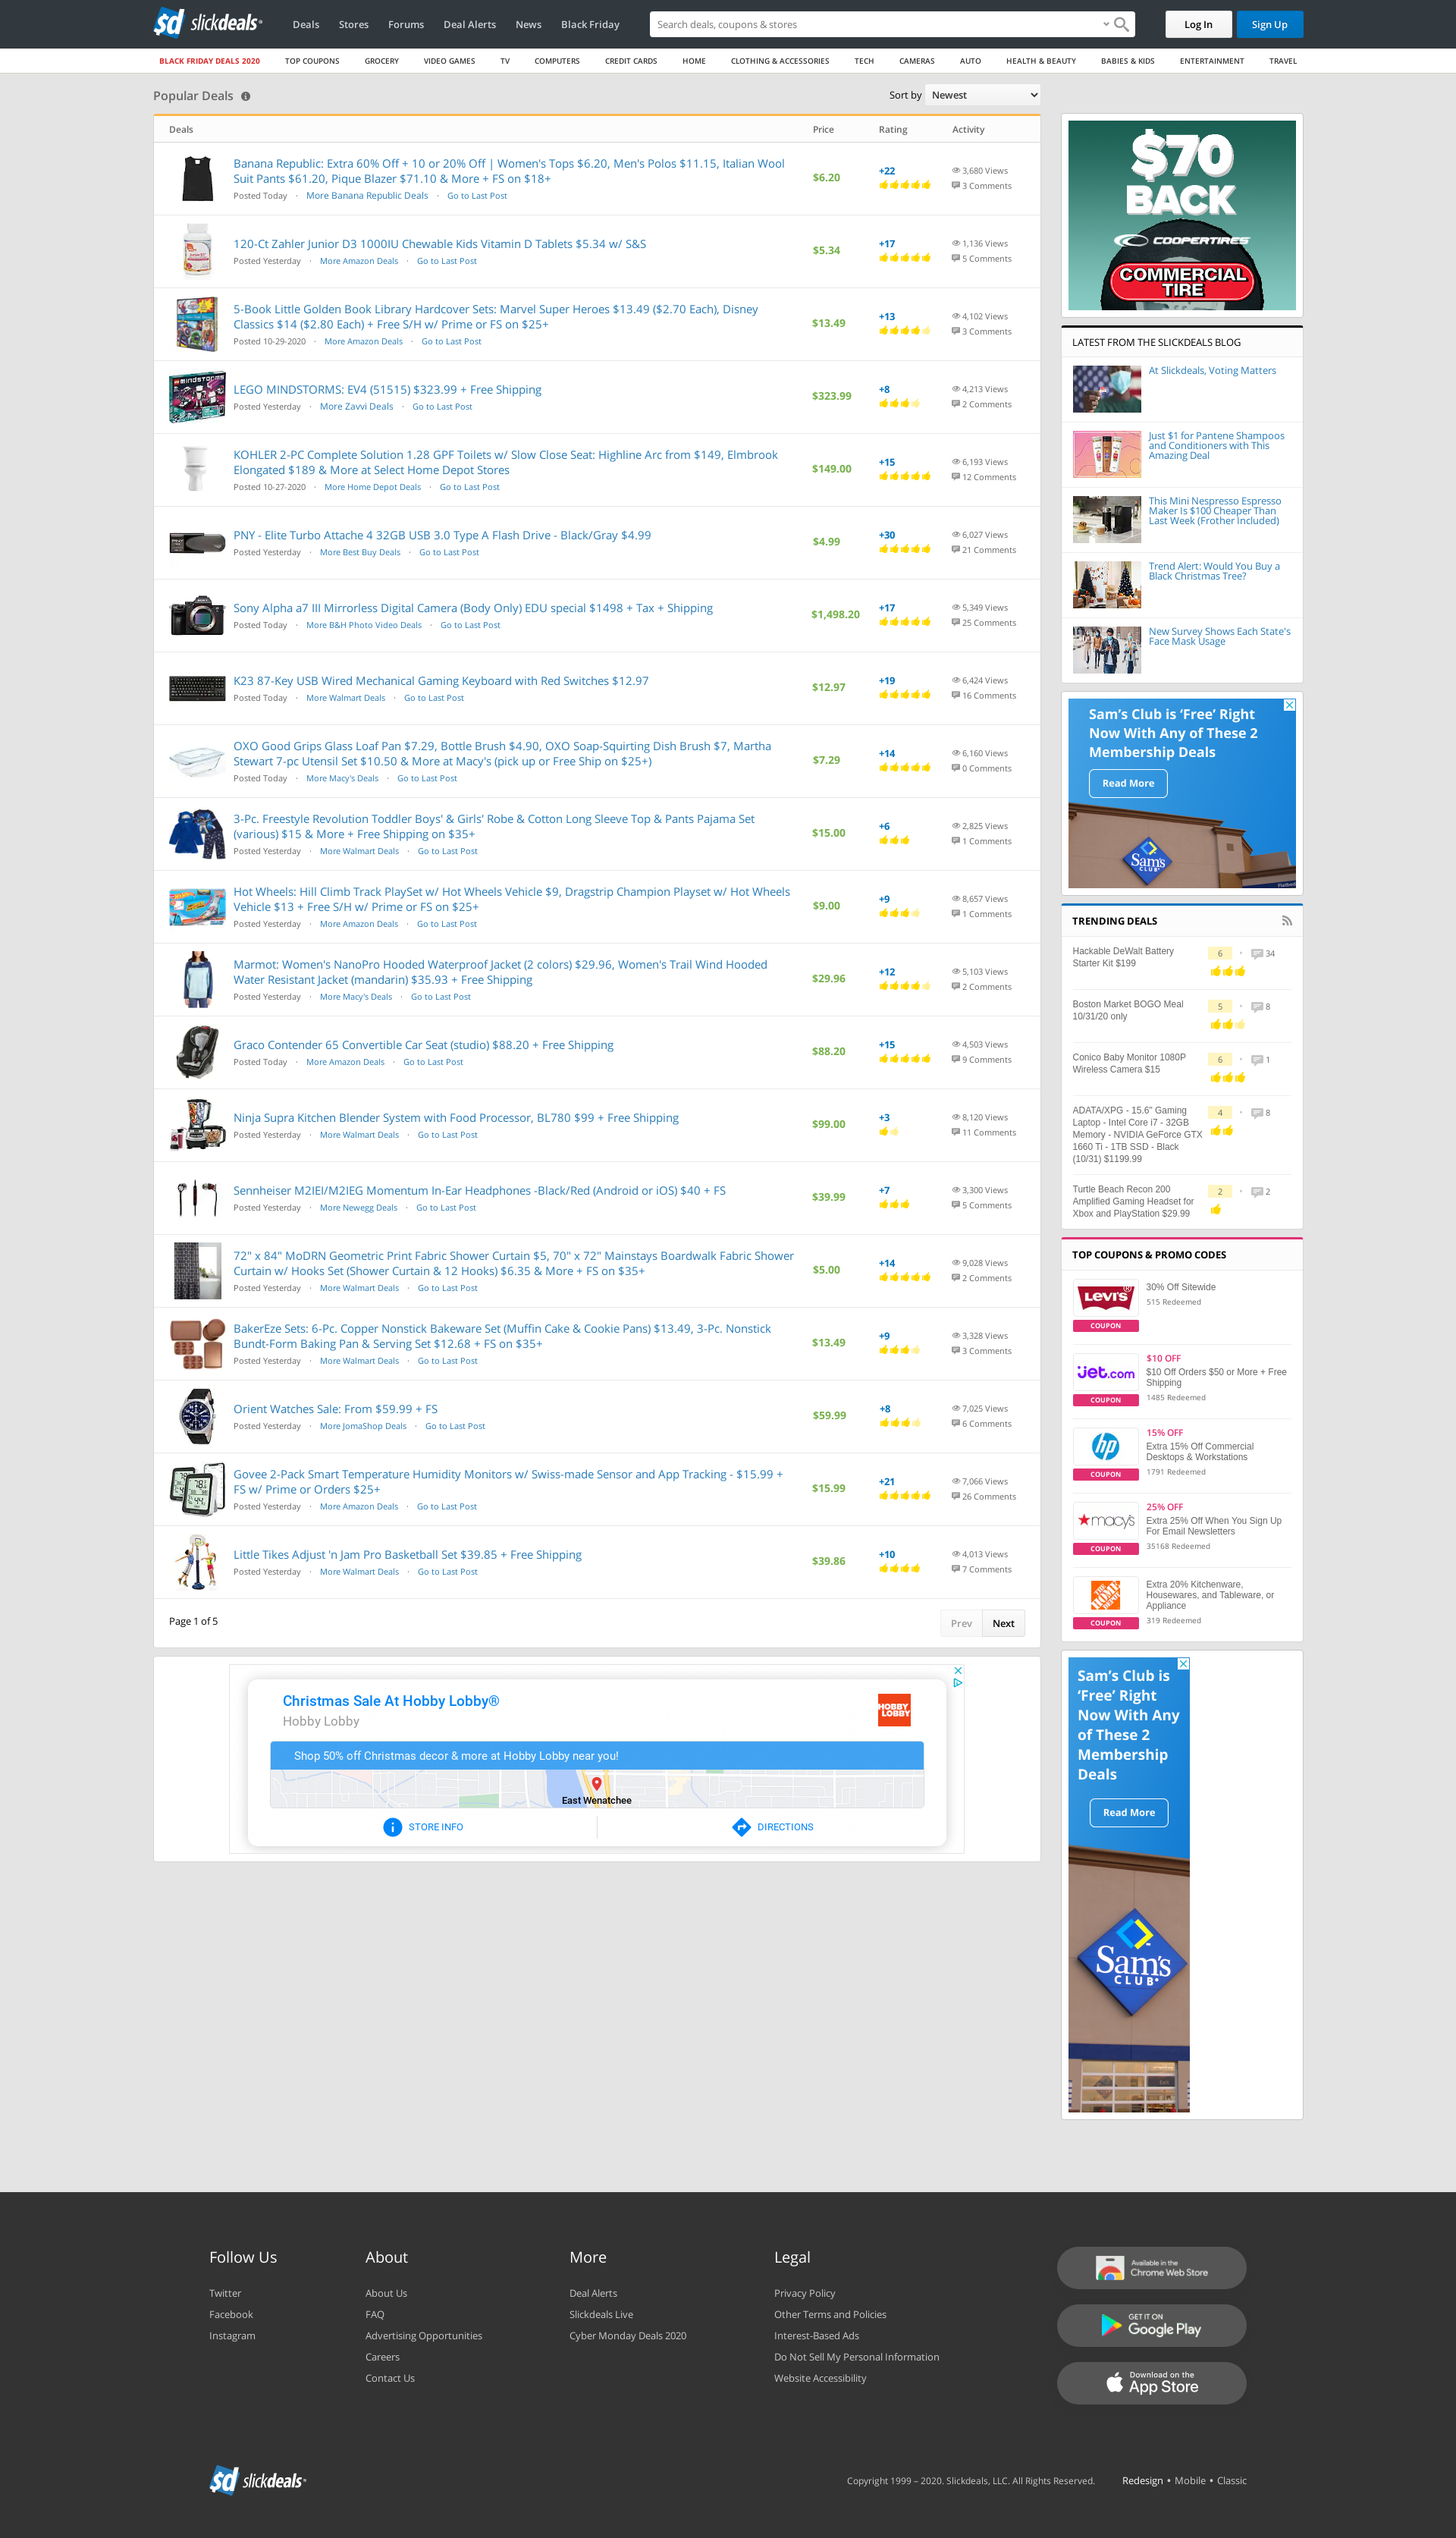 sd slickdeals
Deals Stores Forums Deal Alerts News Black Friday
Search deals, coupons & stores
Log In Sign Up
BLACK FRIDAY DEALS 2020 TOP COUPONS GROCERY VIDEO GAMES TV COMPUTERS CREDIT CARDS HOME CLOTHING & ACCESSORIES TECH CAMERAS AUTO HEALTH & BEAUTY BABIES & KIDS ENTERTAINMENT TRAVEL
Popular Deals
Sort by Newest
Deals Price Rating Activity
Banana Republic: Extra 60% Off + 10 or 20% Off | Women's Tops $6.20, Men's Polos $11.15, Italian Wool
Suit Pants $61.20, Pique Blazer $71.10 & More + FS on $18+
Posted Today · More Banana Republic Deals · Go to Last Post
$6.20
+22
3,680 Views
3 Comments
120-Ct Zahler Junior D3 1000IU Chewable Kids Vitamin D Tablets $5.34 w/ S&S
Posted Yesterday · More Amazon Deals · Go to Last Post
$5.34
+17
1,136 Views
5 Comments
5-Book Little Golden Book Library Hardcover Sets: Marvel Super Heroes $13.49 ($2.70 Each), Disney
Classics $14 ($2.80 Each) + Free S/H w/ Prime or FS on $25+
Posted 10-29-2020 · More Amazon Deals · Go to Last Post
$13.49
+13
4,102 Views
3 Comments
LEGO MINDSTORMS: EV4 (51515) $323.99 + Free Shipping
Posted Yesterday · More Zavvi Deals · Go to Last Post
$323.99
+8
4,213 Views
2 Comments
KOHLER 2-PC Complete Solution 1.28 GPF Toilets w/ Slow Close Seat: Highline Arc from $149, Elmbrook
Elongated $189 & More at Select Home Depot Stores
Posted 10-27-2020 · More Home Depot Deals · Go to Last Post
$149.00
+15
6,193 Views
12 Comments
PNY - Elite Turbo Attache 4 32GB USB 3.0 Type A Flash Drive - Black/Gray $4.99
Posted Yesterday · More Best Buy Deals · Go to Last Post
$4.99
+30
6,027 Views
21 Comments
Sony Alpha a7 III Mirrorless Digital Camera (Body Only) EDU special $1498 + Tax + Shipping
Posted Today · More B&H Photo Video Deals · Go to Last Post
$1,498.20
+17
5,349 Views
25 Comments
K23 87-Key USB Wired Mechanical Gaming Keyboard with Red Switches $12.97
Posted Today · More Walmart Deals · Go to Last Post
$12.97
+19
6,424 Views
16 Comments
OXO Good Grips Glass Loaf Pan $7.29, Bottle Brush $4.90, OXO Soap-Squirting Dish Brush $7, Martha
Stewart 7-pc Utensil Set $10.50 & More at Macy's (pick up or Free Ship on $25+)
Posted Today · More Macy's Deals · Go to Last Post
$7.29
+14
6,160 Views
0 Comments
3-Pc. Freestyle Revolution Toddler Boys' & Girls' Robe & Cotton Long Sleeve Top & Pants Pajama Set
(various) $15 & More + Free Shipping on $35+
Posted Yesterday · More Walmart Deals · Go to Last Post
$15.00
+6
2,825 Views
1 Comments
Hot Wheels: Hill Climb Track PlaySet w/ Hot Wheels Vehicle $9, Dragstrip Champion Playset w/ Hot Wheels
Vehicle $13 + Free S/H w/ Prime or FS on $25+
Posted Yesterday · More Amazon Deals · Go to Last Post
$9.00
+9
8,657 Views
1 Comments
Marmot: Women's NanoPro Hooded Waterproof Jacket (2 colors) $29.96, Women's Trail Wind Hooded
Water Resistant Jacket (mandarin) $35.93 + Free Shipping
Posted Yesterday · More Macy's Deals · Go to Last Post
$29.96
+12
5,103 Views
2 Comments
Graco Contender 65 Convertible Car Seat (studio) $88.20 + Free Shipping
Posted Today · More Amazon Deals · Go to Last Post
$88.20
+15
4,503 Views
9 Comments
Ninja Supra Kitchen Blender System with Food Processor, BL780 $99 + Free Shipping
Posted Yesterday · More Walmart Deals · Go to Last Post
$99.00
+3
8,120 Views
11 Comments
Sennheiser M2IEI/M2IEG Momentum In-Ear Headphones -Black/Red (Android or iOS) $40 + FS
Posted Yesterday · More Newegg Deals · Go to Last Post
$39.99
+7
3,300 Views
5 Comments
72" x 84" MoDRN Geometric Print Fabric Shower Curtain $5, 70" x 72" Mainstays Boardwalk Fabric Shower
Curtain w/ Hooks Set (Shower Curtain & 12 Hooks) $6.35 & More + FS on $35+
Posted Yesterday · More Walmart Deals · Go to Last Post
$5.00
+14
9,028 Views
2 Comments
BakerEze Sets: 6-Pc. Copper Nonstick Bakeware Set (Muffin Cake & Cookie Pans) $13.49, 3-Pc. Nonstick
Bundt-Form Baking Pan & Serving Set $12.68 + FS on $35+
Posted Yesterday · More Walmart Deals · Go to Last Post
$13.49
+9
3,328 Views
3 Comments
Orient Watches Sale: From $59.99 + FS
Posted Yesterday · More JomaShop Deals · Go to Last Post
$59.99
+8
7,025 Views
6 Comments
Govee 2-Pack Smart Temperature Humidity Monitors w/ Swiss-made Sensor and App Tracking - $15.99 +
FS w/ Prime or Orders $25+
Posted Yesterday · More Amazon Deals · Go to Last Post
$15.99
+21
7,066 Views
26 Comments
Little Tikes Adjust 'n Jam Pro Basketball Set $39.85 + Free Shipping
Posted Yesterday · More Walmart Deals · Go to Last Post
$39.86
+10
4,013 Views
7 Comments
Page 1 of 5
Prev Next
Christmas Sale At Hobby Lobby®
Hobby Lobby
HOBBY
LOBBY
Shop 50% off Christmas decor & more at Hobby Lobby near you!
East Wenatchee
STORE INFO DIRECTIONS
$70
BACK
COOPERTIRES
COMMERCIAL
TIRE
LATEST FROM THE SLICKDEALS BLOG
At Slickdeals, Voting Matters
Just $1 for Pantene Shampoos
and Conditioners with This
Amazing Deal
This Mini Nespresso Espresso
Maker Is $100 Cheaper Than
Last Week (Frother Included)
Trend Alert: Would You Buy a
Black Christmas Tree?
New Survey Shows Each State's
Face Mask Usage
Sam's Club is 'Free' Right
Now With Any of These 2
Membership Deals
Read More
Sam's
CLUB
TRENDING DEALS
Hackable DeWalt Battery
Starter Kit $199
6 · 34
Boston Market BOGO Meal
10/31/20 only
5 · 8
Conico Baby Monitor 1080P
Wireless Camera $15
6 · 1
ADATA/XPG - 15.6" Gaming
Laptop - Intel Core i7 - 32GB
Memory - NVIDIA GeForce GTX
1660 Ti - 1TB SSD - Black
(10/31) $1199.99
4 · 8
Turtle Beach Recon 200
Amplified Gaming Headset for
Xbox and PlayStation $29.99
2 · 2
TOP COUPONS & PROMO CODES
LEVI'S
COUPON
30% Off Sitewide
515 Redeemed
jet.com
COUPON
$10 OFF
$10 Off Orders $50 or More + Free
Shipping
1485 Redeemed
hp
COUPON
15% OFF
Extra 15% Off Commercial
Desktops & Workstations
1791 Redeemed
macy's
COUPON
25% OFF
Extra 25% Off When You Sign Up
For Email Newsletters
35168 Redeemed
THE HOME DEPOT
COUPON
Extra 20% Kitchenware,
Housewares, and Tableware, or
Appliance
319 Redeemed
Sam's Club is
'Free' Right
Now With Any
of These 2
Membership
Deals
Read More
Sam's
CLUB
Follow Us
Twitter
Facebook
Instagram
About
About Us
FAQ
Advertising Opportunities
Careers
Contact Us
More
Deal Alerts
Slickdeals Live
Cyber Monday Deals 2020
Legal
Privacy Policy
Other Terms and Policies
Interest-Based Ads
Do Not Sell My Personal Information
Website Accessibility
Available in the
Chrome Web Store
GET IT ON
Google Play
Download on the
App Store
sd slickdeals
Copyright 1999 – 2020. Slickdeals, LLC. All Rights Reserved. Redesign • Mobile • Classic